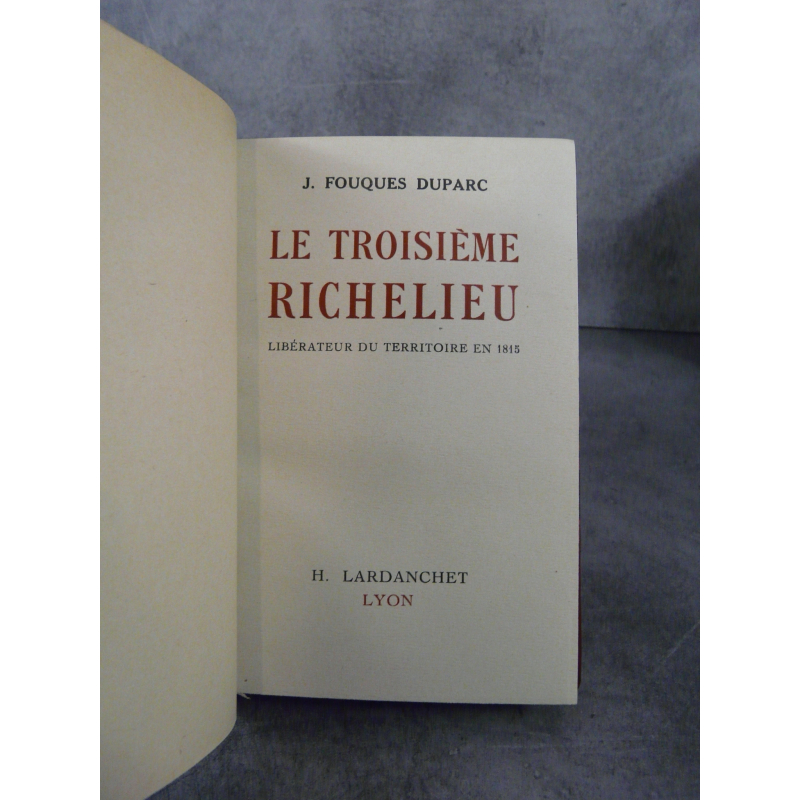 J. FOUQUES DUPARC
LE TROISIÈME
RICHELIEU
LIBÉRATEUR DU TERRITOIRE EN 1815
H. LARDANCHET
LYON